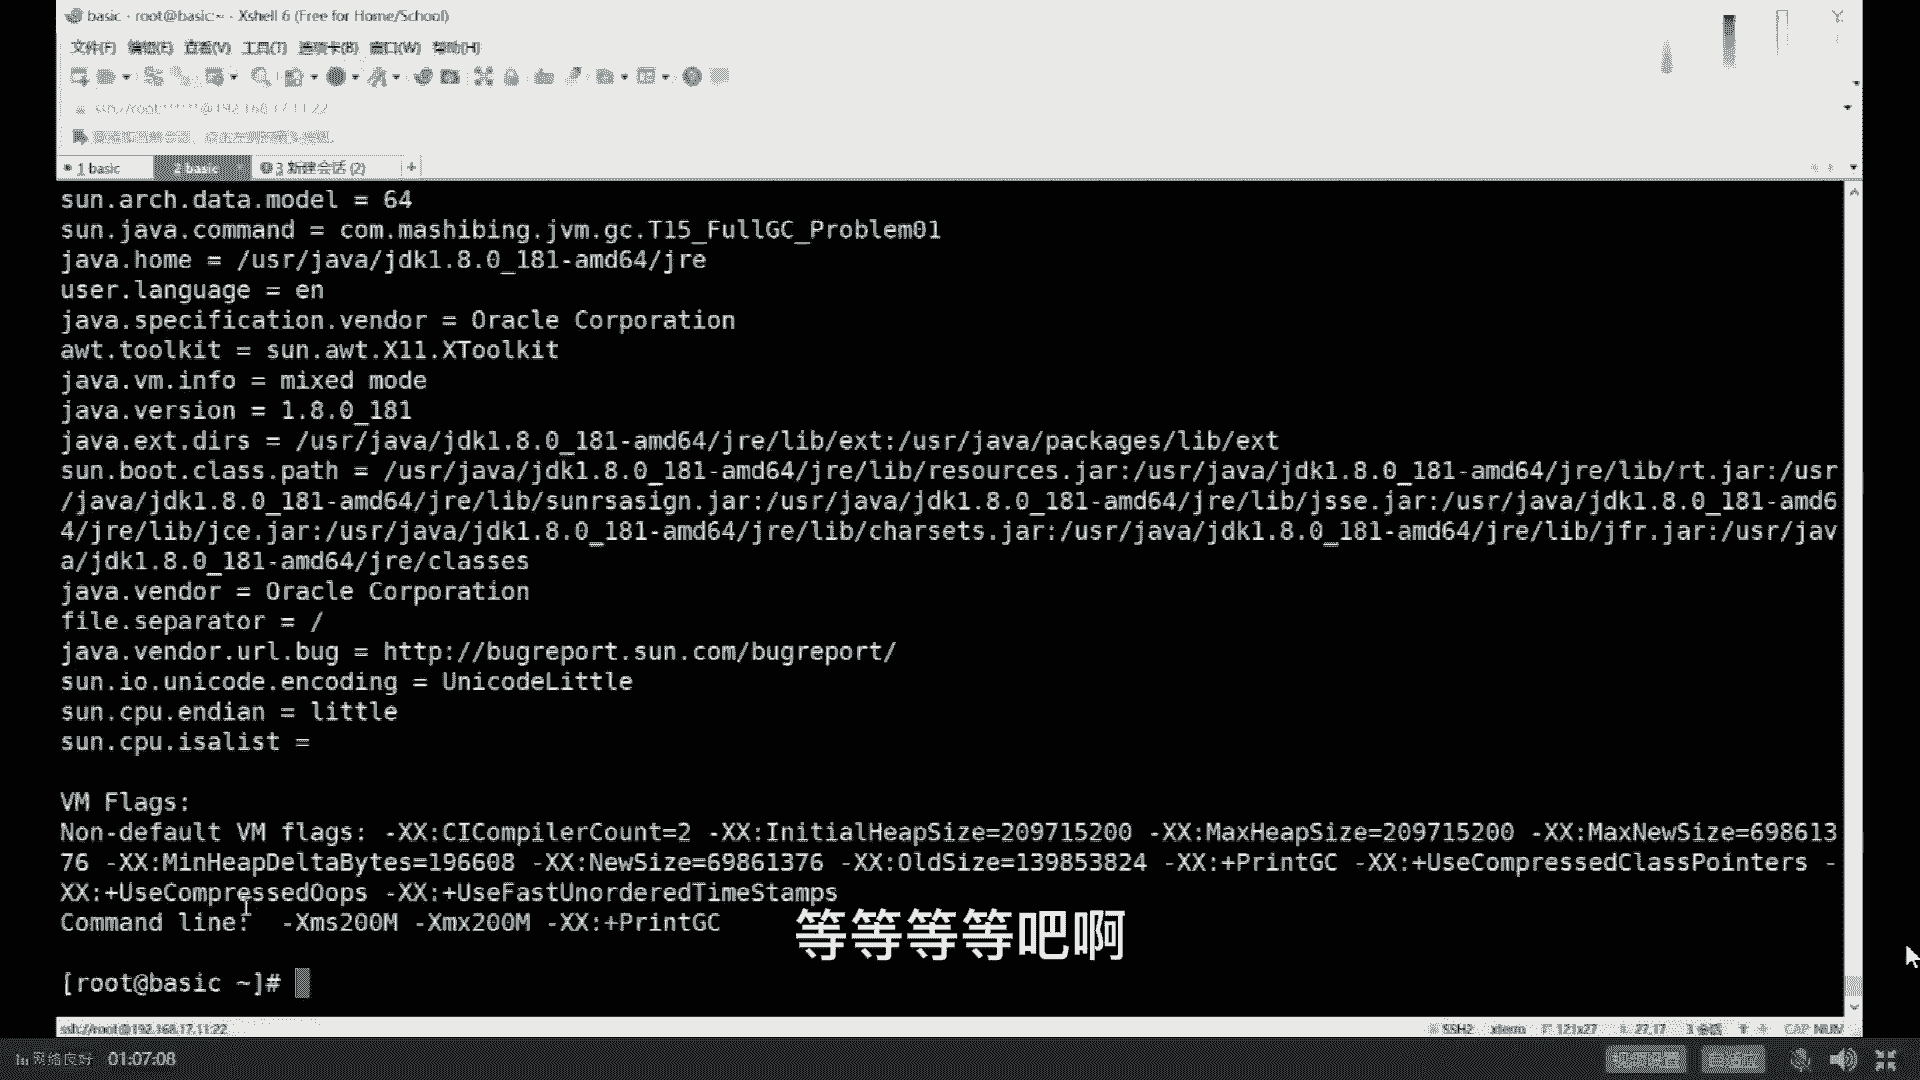 basic - root@basic:~ - Xshell 6 (Free for Home/School)
文件(F) 编辑(E) 查看(V) 工具(T) 选项卡(B) 窗口(W) 帮助(H)
1 basic 2 basic 3 新建会话 (2) +
sun.arch.data.model = 64
sun.java.command = com.mashibing.jvm.gc.T15_FullGC_Problem01
java.home = /usr/java/jdk1.8.0_181-amd64/jre
user.language = en
java.specification.vendor = Oracle Corporation
awt.toolkit = sun.awt.X11.XToolkit
java.vm.info = mixed mode
java.version = 1.8.0_181
java.ext.dirs = /usr/java/jdk1.8.0_181-amd64/jre/lib/ext:/usr/java/packages/lib/ext
sun.boot.class.path = /usr/java/jdk1.8.0_181-amd64/jre/lib/resources.jar:/usr/java/jdk1.8.0_181-amd64/jre/lib/rt.jar:/usr
/java/jdk1.8.0_181-amd64/jre/lib/sunrsasign.jar:/usr/java/jdk1.8.0_181-amd64/jre/lib/jsse.jar:/usr/java/jdk1.8.0_181-amd6
4/jre/lib/jce.jar:/usr/java/jdk1.8.0_181-amd64/jre/lib/charsets.jar:/usr/java/jdk1.8.0_181-amd64/jre/lib/jfr.jar:/usr/jav
a/jdk1.8.0_181-amd64/jre/classes
java.vendor = Oracle Corporation
file.separator = /
java.vendor.url.bug = http://bugreport.sun.com/bugreport/
sun.io.unicode.encoding = UnicodeLittle
sun.cpu.endian = little
sun.cpu.isalist =
VM Flags:
Non-default VM flags: -XX:CICompilerCount=2 -XX:InitialHeapSize=209715200 -XX:MaxHeapSize=209715200 -XX:MaxNewSize=698613
76 -XX:MinHeapDeltaBytes=196608 -XX:NewSize=69861376 -XX:OldSize=139853824 -XX:+PrintGC -XX:+UseCompressedClassPointers -
XX:+UseCompressedOops -XX:+UseFastUnorderedTimeStamps
Command line:  -Xms200M -Xmx200M -XX:+PrintGC
等等等等吧啊
[root@basic ~]#
ssh://root@192.168.17.11:22 SSH2 xterm 121x27 27,17 3 会话 CAP NUM
网络良好 01:07:08 视频设置 自适应